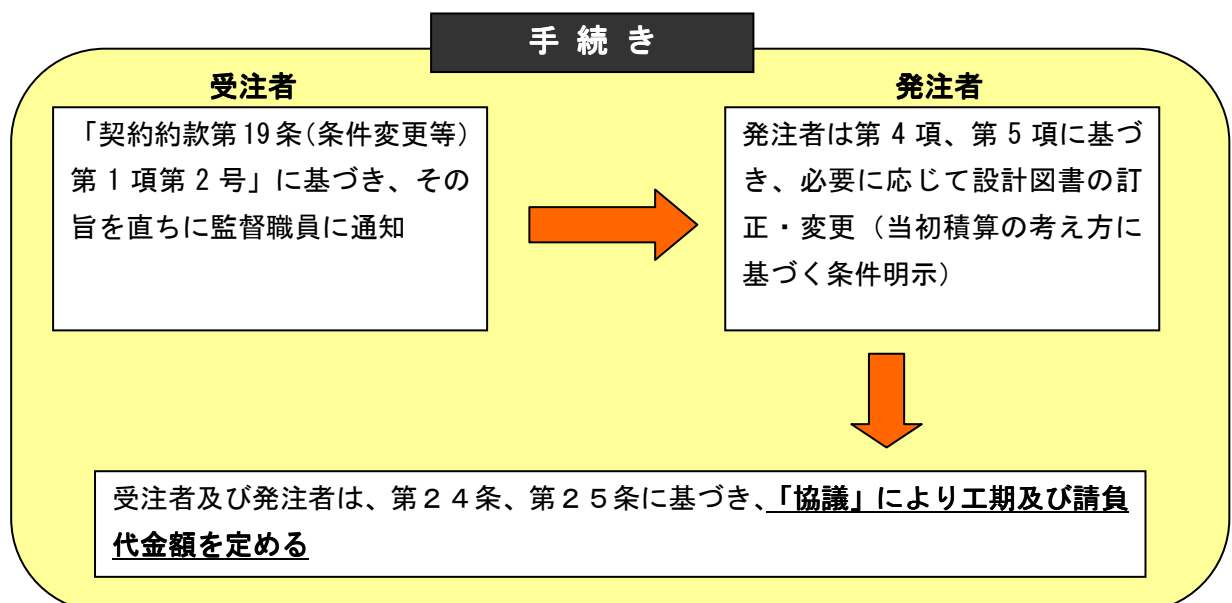 手 続 き
受注者
「契約約款第19条(条件変更等)
第 1 項第 2 号」に基づき、その
旨を直ちに監督職員に通知
発注者
発注者は第 4 項、第 5 項に基づ
き、必要に応じて設計図書の訂
正・変更（当初積算の考え方に
基づく条件明示）
受注者及び発注者は、第２４条、第２５条に基づき、「協議」により工期及び請負
代金額を定める